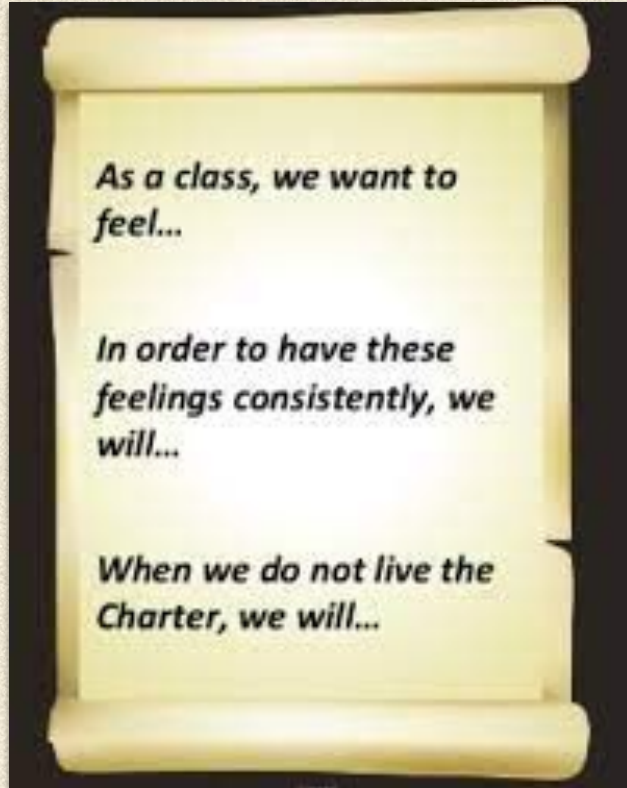 As a class, we want to
feel...
In order to have these
feelings consistently, we
will...
When we do not live the
Charter, we will...